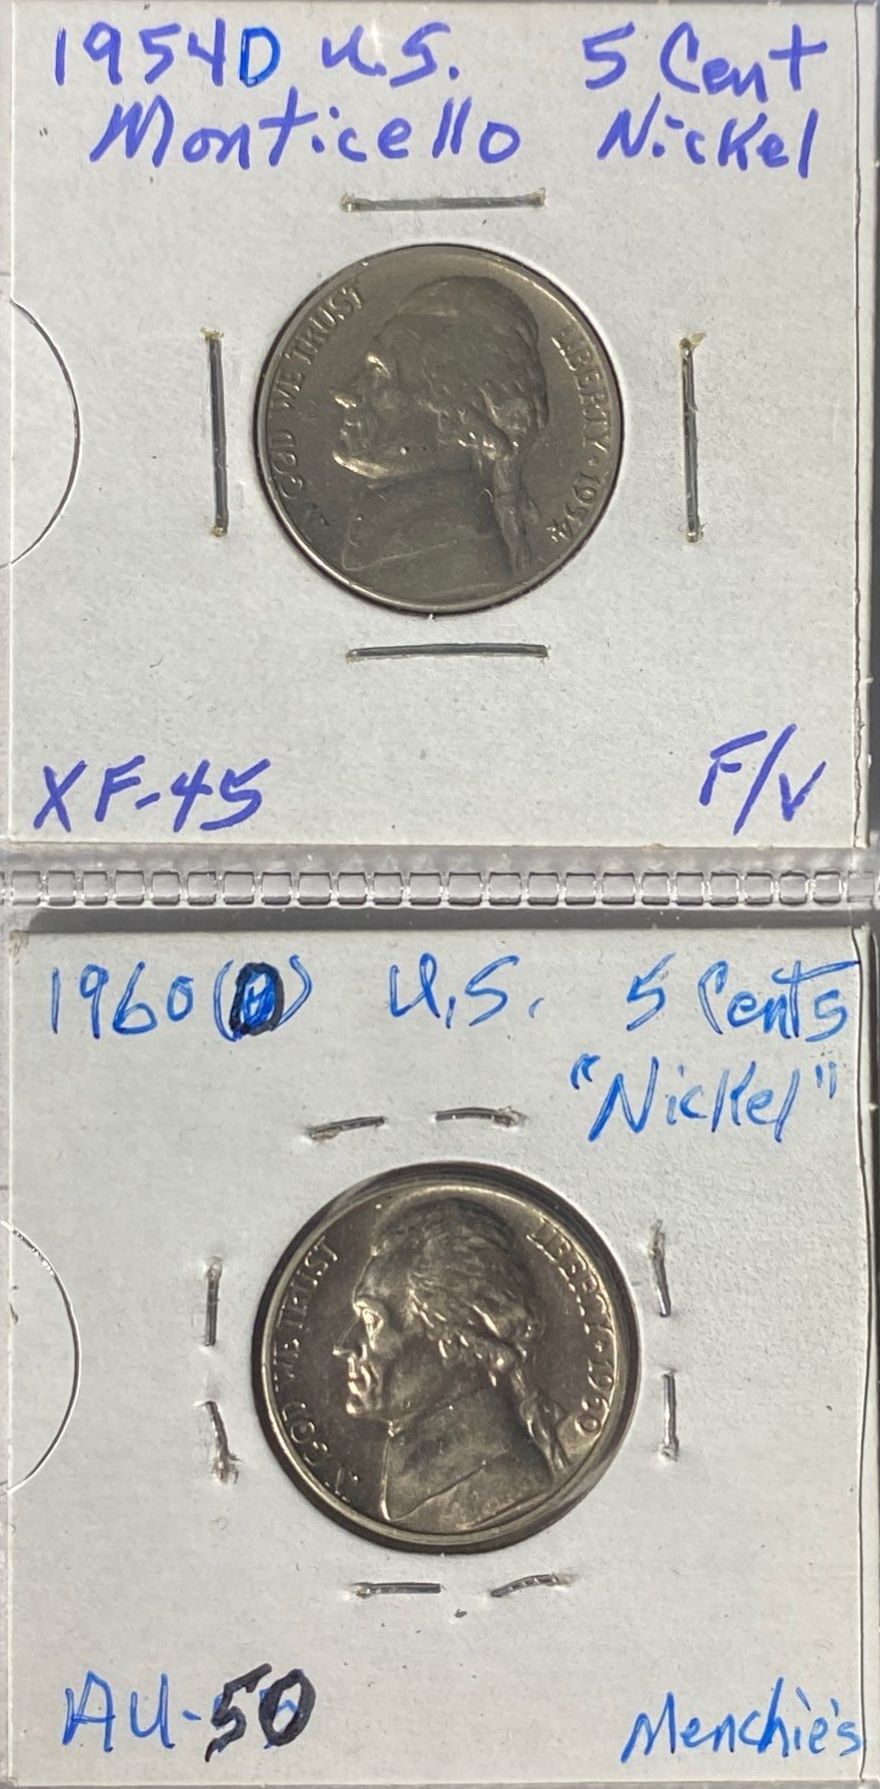 1954D U.S. 5 Cent
Monticello Nickel
IN GOD WE TRUST
LIBERTY · 1954
XF-45 F/V
1960(D) U.S. 5 Cents
"Nickel"
IN GOD WE TRUST
LIBERTY · 1960
AU-50 Menchie's